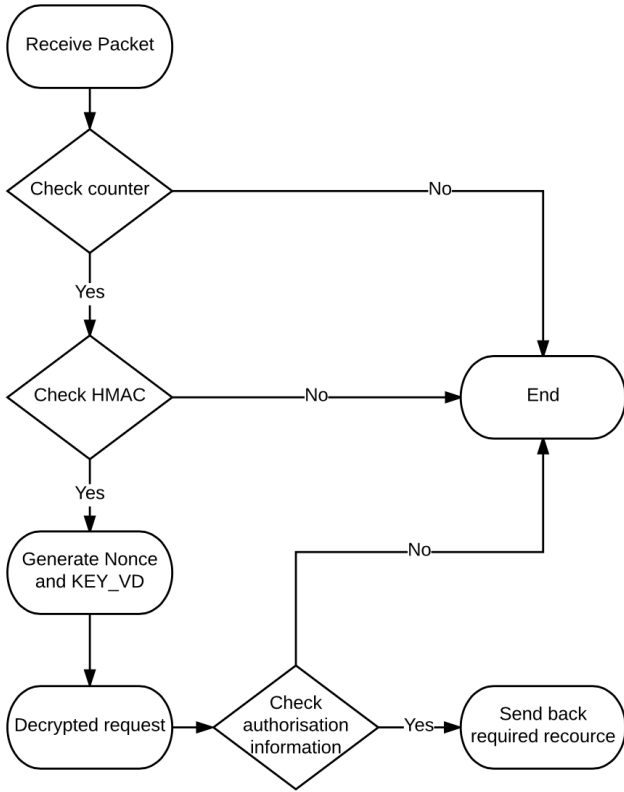 Receive Packet
Check counter
No
Yes
Check HMAC
No
End
Yes
Generate Nonce
and KEY_VD
No
Decrypted request
Check
authorisation
information
Yes
Send back
required recource